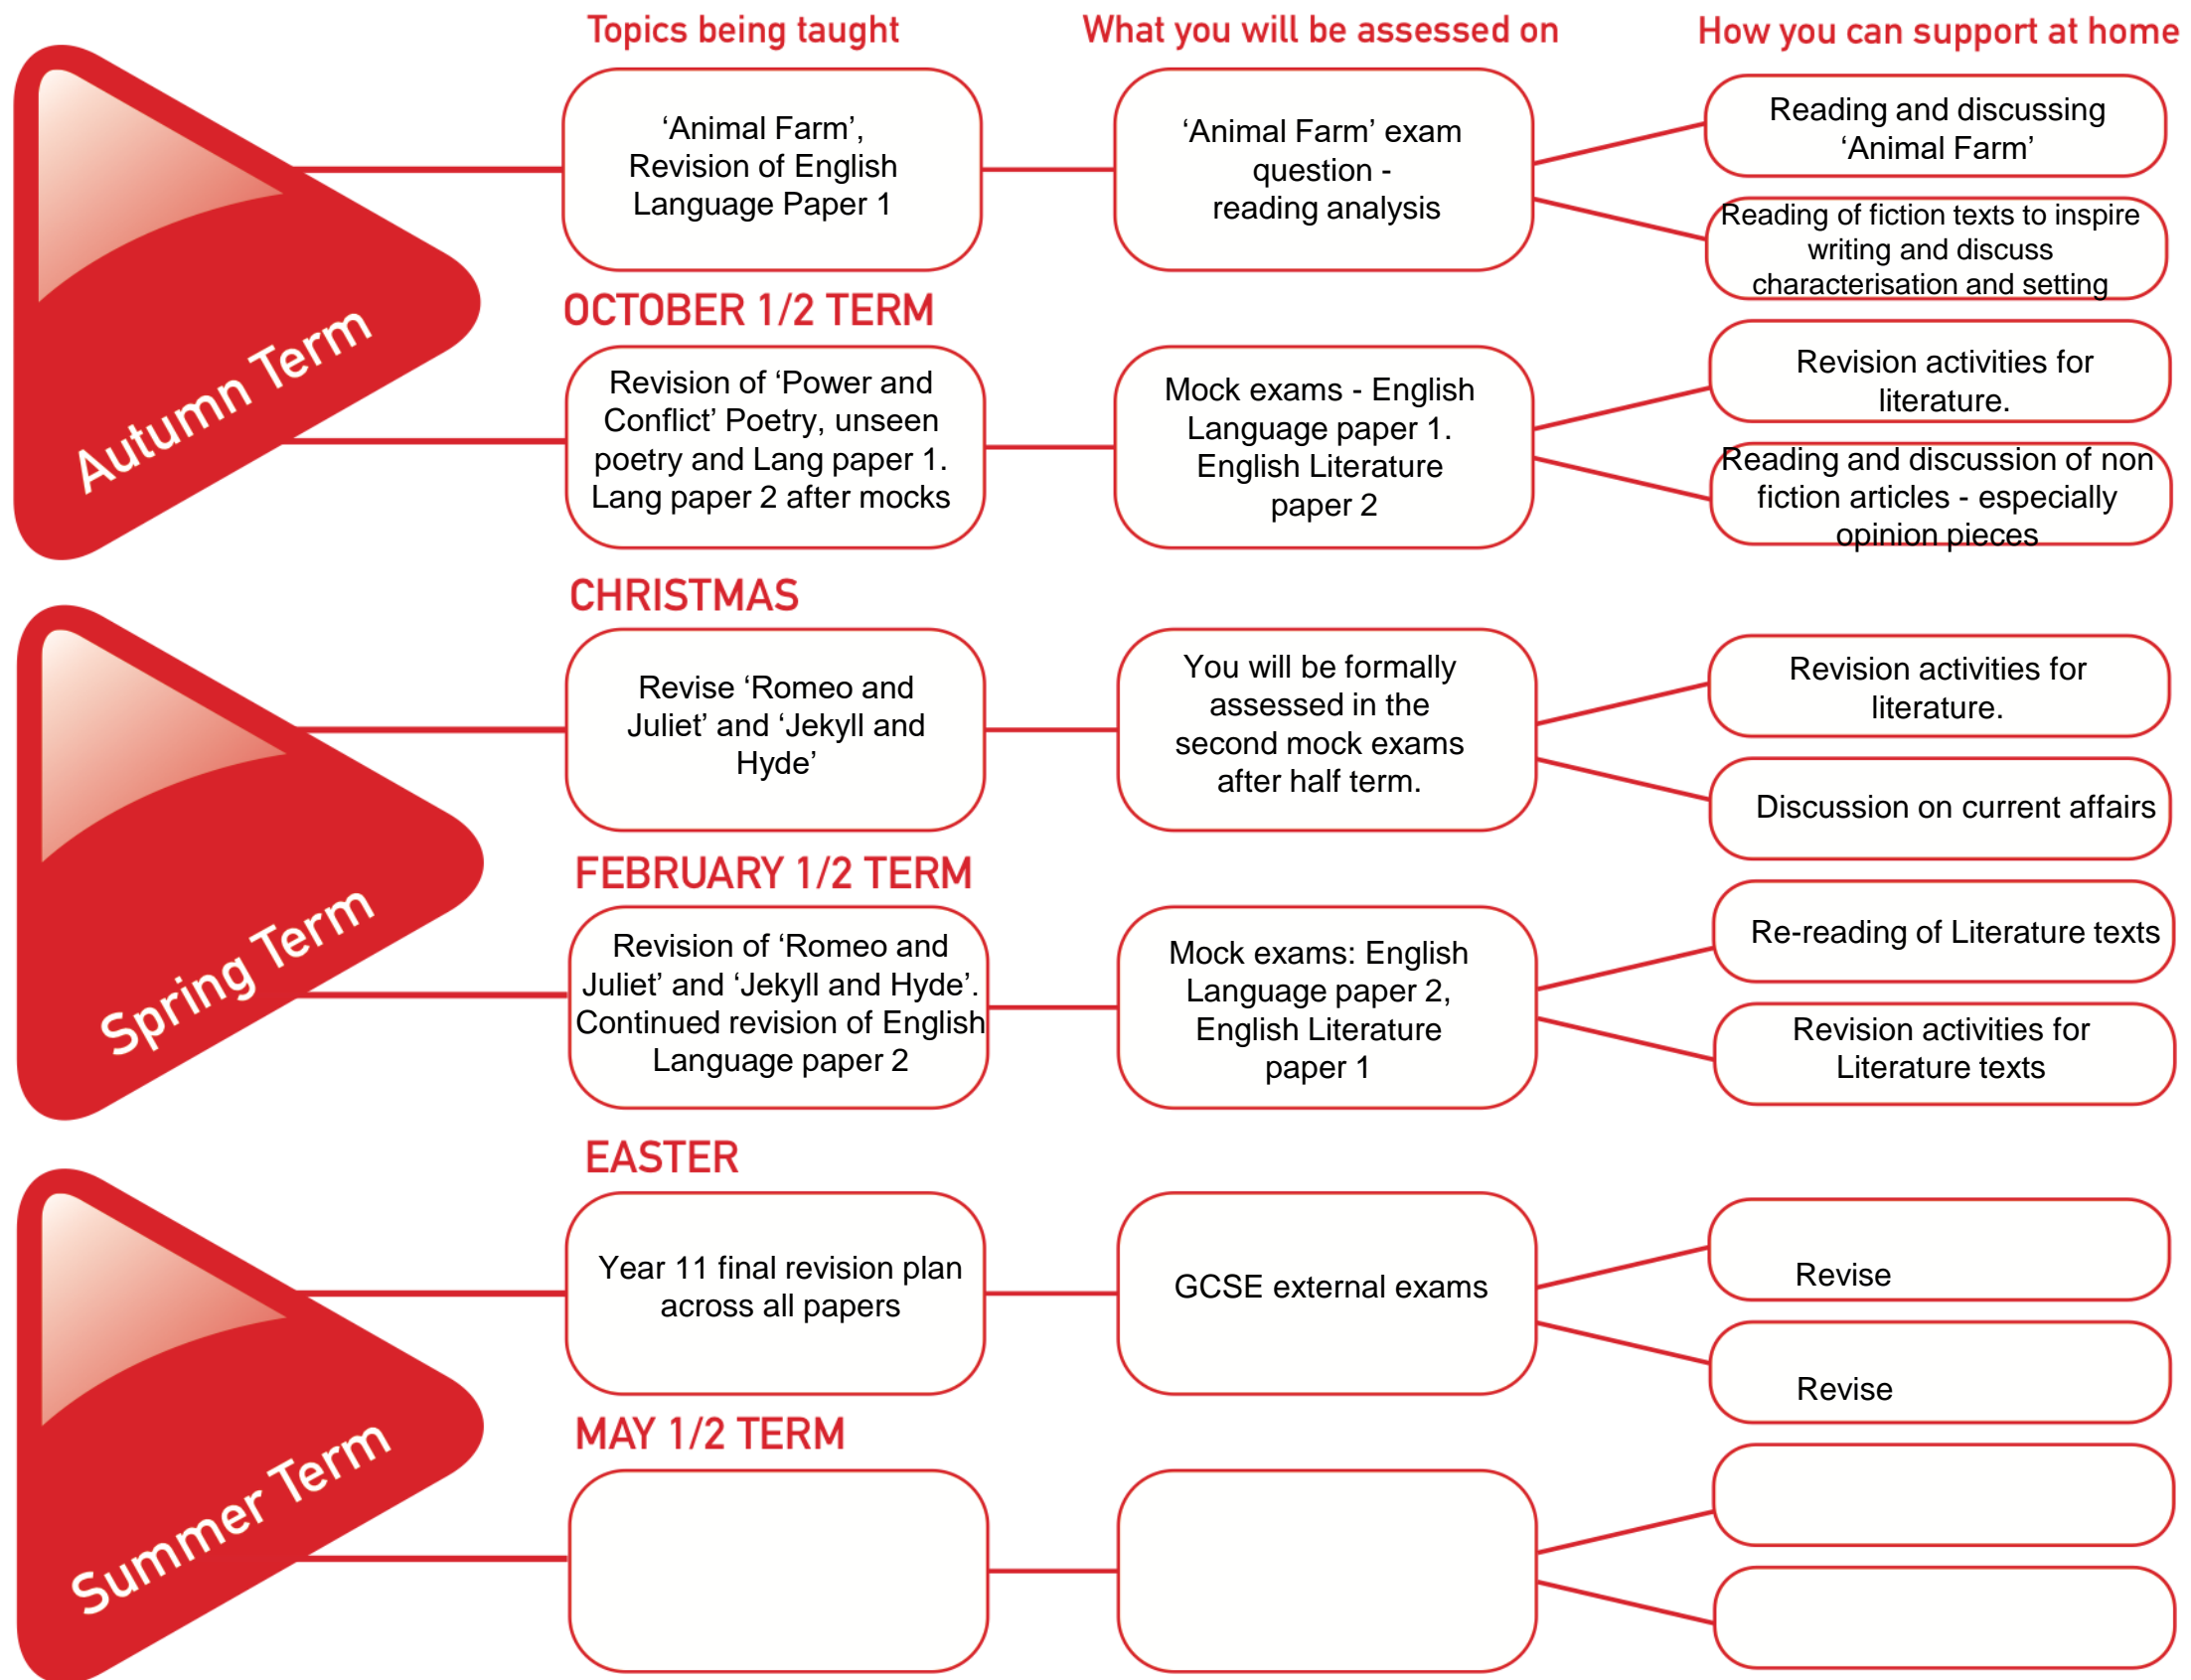 Topics being taught
What you will be assessed on
How you can support at home
Autumn Term
‘Animal Farm’,
Revision of English
Language Paper 1
‘Animal Farm’ exam
question -
reading analysis
Reading and discussing
‘Animal Farm’
Reading of fiction texts to inspire
writing and discuss
characterisation and setting
OCTOBER 1/2 TERM
Revision of ‘Power and
Conflict’ Poetry, unseen
poetry and Lang paper 1.
Lang paper 2 after mocks
Mock exams - English
Language paper 1.
English Literature
paper 2
Revision activities for
literature.
Reading and discussion of non
fiction articles - especially
opinion pieces
CHRISTMAS
Spring Term
Revise ‘Romeo and
Juliet’ and ‘Jekyll and
Hyde’
You will be formally
assessed in the
second mock exams
after half term.
Revision activities for
literature.
Discussion on current affairs
FEBRUARY 1/2 TERM
Revision of ‘Romeo and
Juliet’ and ‘Jekyll and Hyde’.
Continued revision of English
Language paper 2
Mock exams: English
Language paper 2,
English Literature
paper 1
Re-reading of Literature texts
Revision activities for
Literature texts
EASTER
Summer Term
Year 11 final revision plan
across all papers
GCSE external exams
Revise
Revise
MAY 1/2 TERM